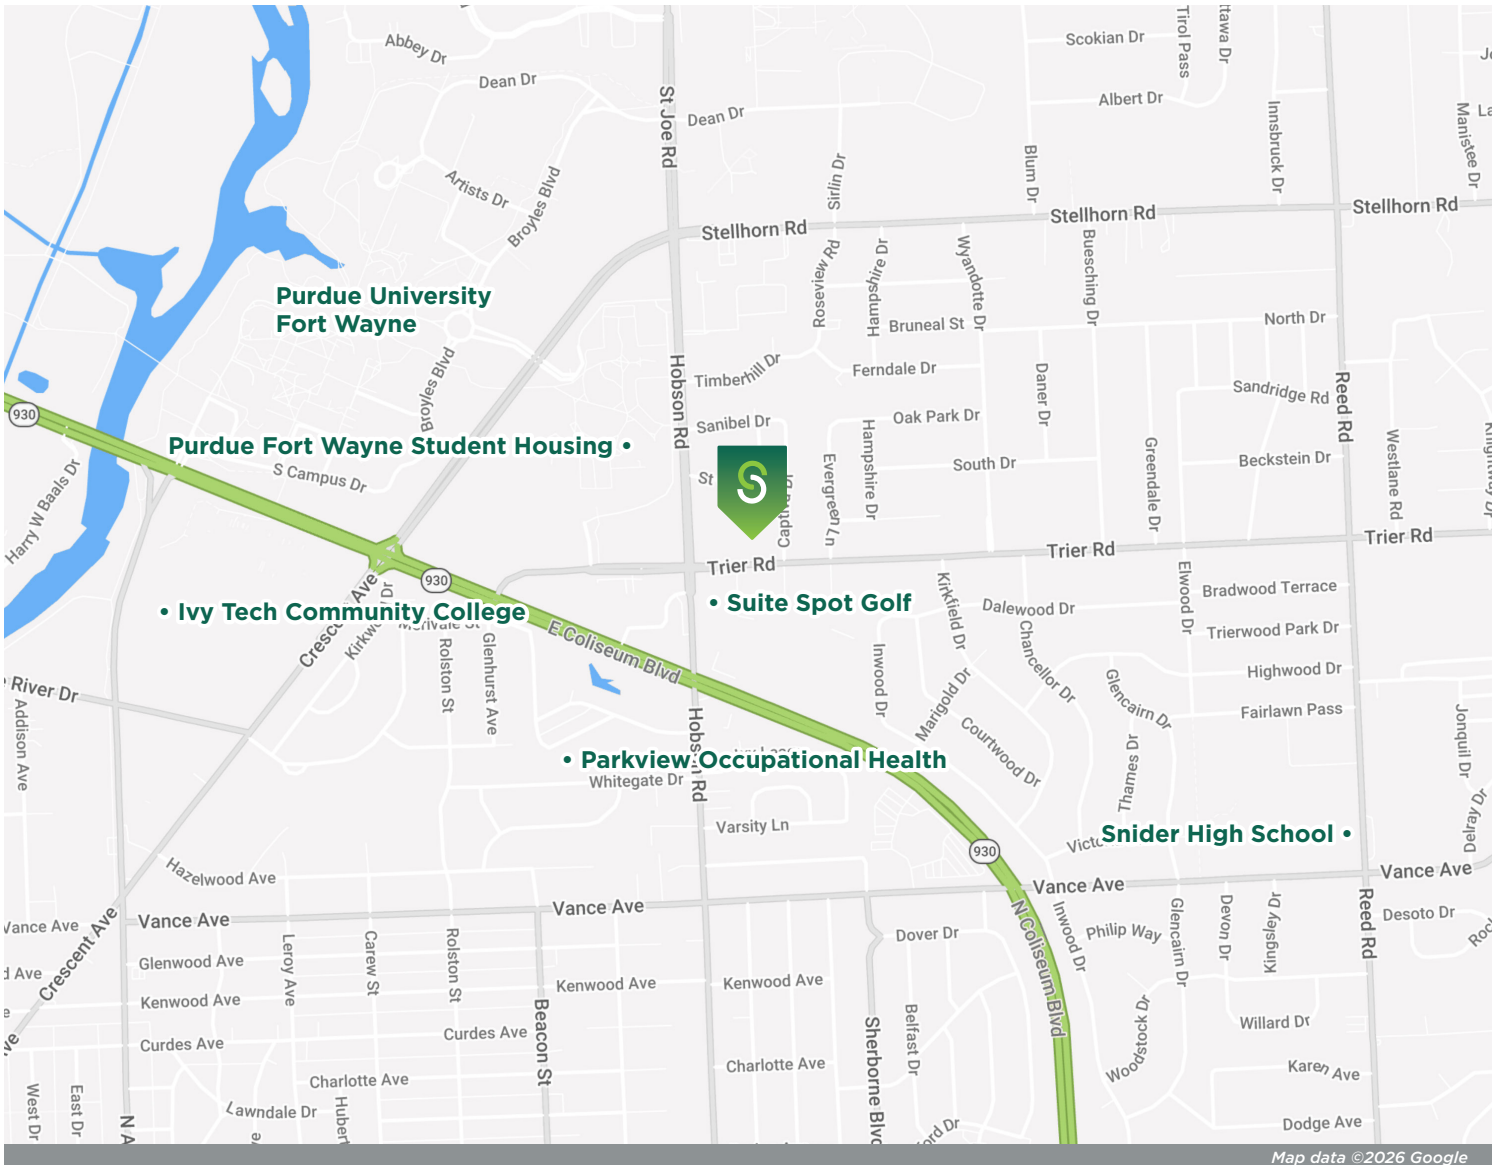 Abbey Dr
Dean Dr
St Joe Rd
Dean Dr
Scokian Dr
Tirol Pass
ttawa Dr
Albert Dr
Innsbruck Dr
Manistee Dr
Artists Dr
Broyles Blvd
Sirlin Dr
Blum Dr
Stellhorn Rd
Stellhorn Rd
Stellhorn Rd
Roseview Rd
Hampshire Dr
Wyandotte Dr
Buesching Dr
Purdue University
Fort Wayne
Bruneal St
North Dr
Broyles Blvd
Hobson Rd
Timberhill Dr
Ferndale Dr
Daner Dr
Sandridge Rd
Reed Rd
930
Sanibel Dr
Oak Park Dr
Purdue Fort Wayne Student Housing •
Hampshire Dr
Evergreen Ln
South Dr
Greendale Dr
Beckstein Dr
Westlane Rd
Harry W Baals Dr
S Campus Dr
St
S
Trier Rd
Trier Rd
Trier Rd
930
• Ivy Tech Community College
• Suite Spot Golf
Crescent Ave
Merivale St
Rolston St
Glenhurst Ave
E Coliseum Blvd
Kirkfield Dr
Dalewood Dr
Chancellor Dr
Elwood Dr
Bradwood Terrace
Trierwood Park Dr
Highwood Dr
Fairlawn Pass
River Dr
Addison Ave
Inwood Dr
Marigold Dr
Courtwood Dr
Glencairn Dr
Thames Dr
Jonquil Dr
Delray Dr
Hobson Rd
• Parkview Occupational Health
Whitegate Dr
Varsity Ln
Snider High School •
930
Hazelwood Ave
Vance Ave
Vance Ave
Vance Ave
Vance Ave
Vance Ave
Crescent Ave
Leroy Ave
Carew St
Rolston St
Glenwood Ave
Kenwood Ave
Kenwood Ave
Kenwood Ave
Curdes Ave
Curdes Ave
Beacon St
Charlotte Ave
Charlotte Ave
Lawndale Dr
Hubert
West Dr
East Dr
N A
Dover Dr
Sherborne Blvd
Belfast Dr
ford Dr
N Coliseum Blvd
Inwood Dr
Philip Way
Glencairn Dr
Devon Dr
Kingsley Dr
Reed Rd
Desoto Dr
Woodstock Dr
Willard Dr
Karen Ave
Dodge Ave
Map data ©2026 Google